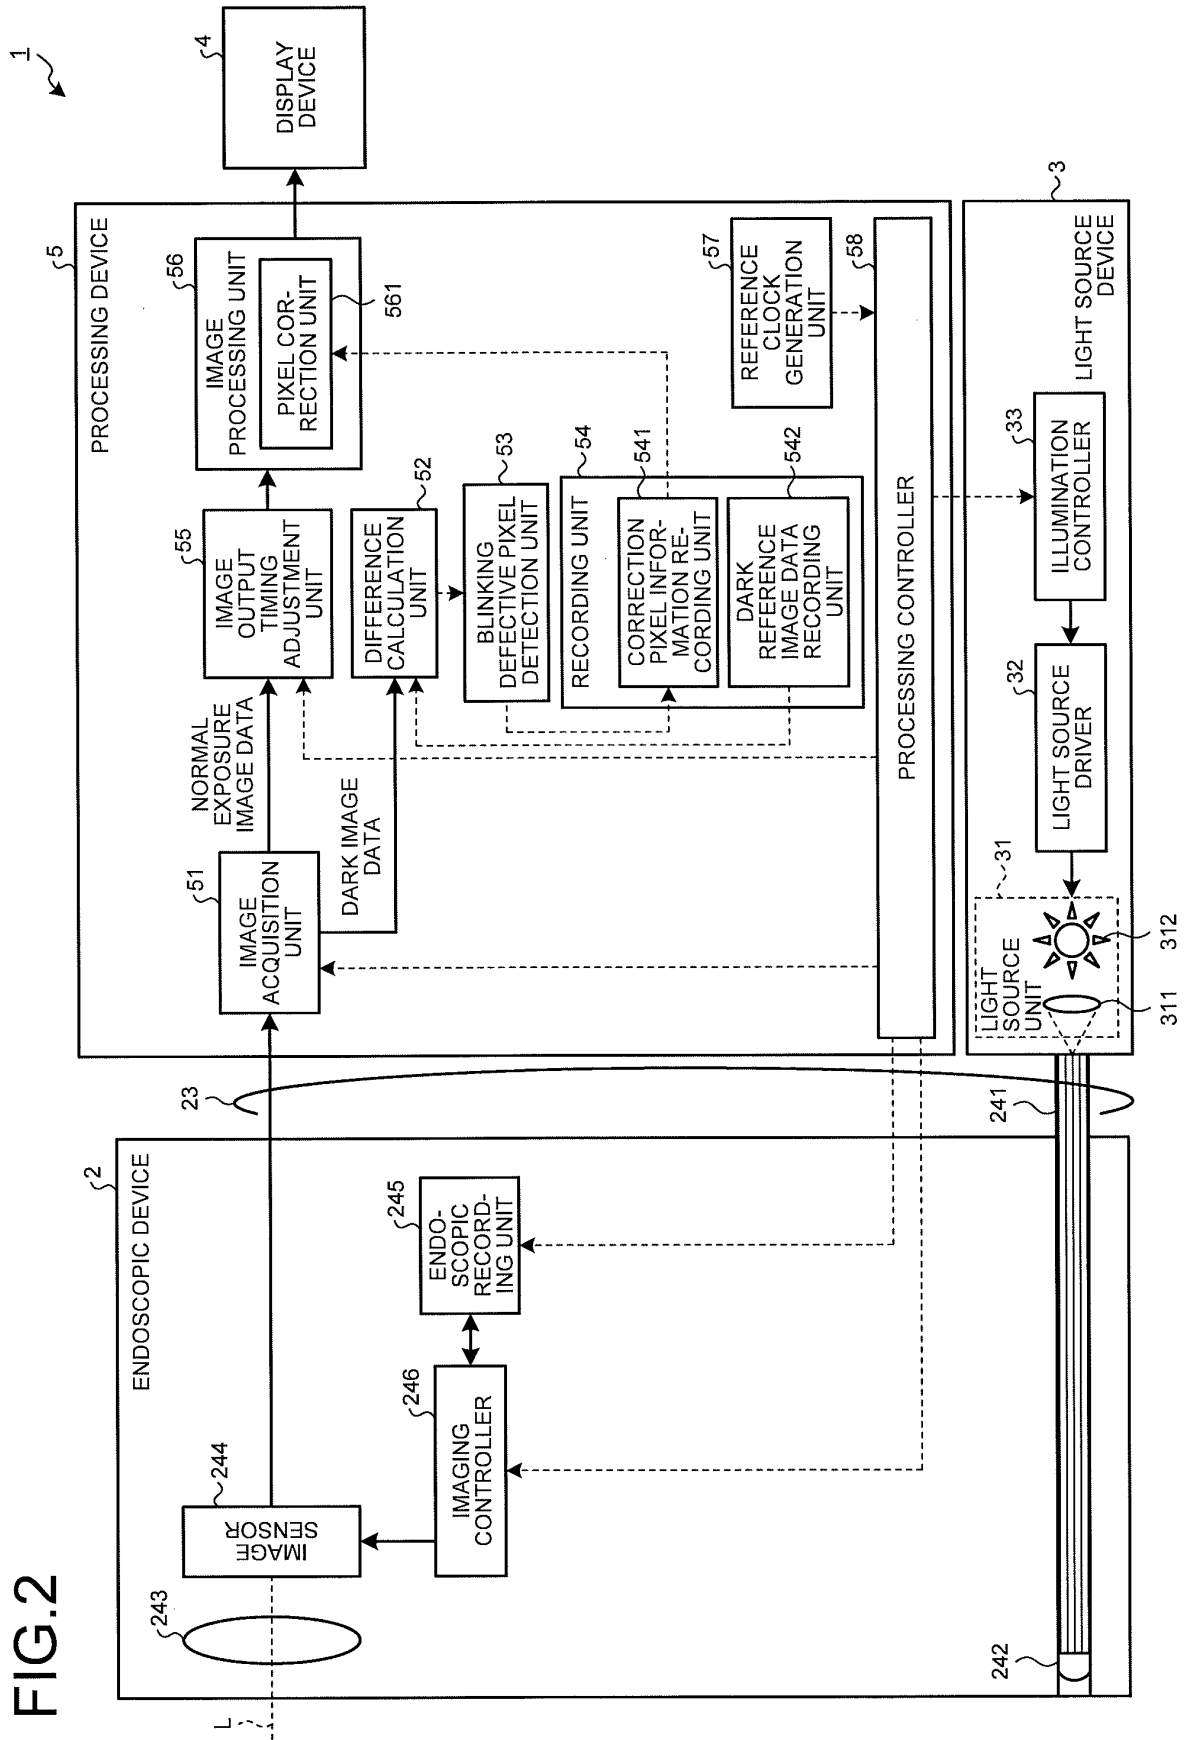 FIG.2
1
2
ENDOSCOPIC DEVICE
L
243
244
IMAGE
SENSOR
246
IMAGING
CONTROLLER
245
ENDO-
SCOPIC
RECORD-
ING UNIT
242
241
23
5
PROCESSING DEVICE
51
IMAGE
ACQUISITION
UNIT
NORMAL
EXPOSURE
IMAGE DATA
DARK IMAGE
DATA
55
IMAGE
OUTPUT
TIMING
ADJUSTMENT
UNIT
52
DIFFERENCE
CALCULATION
UNIT
53
BLINKING
DEFECTIVE PIXEL
DETECTION UNIT
54
RECORDING UNIT
541
CORRECTION
PIXEL INFOR-
MATION RE-
CORDING UNIT
542
DARK
REFERENCE
IMAGE DATA
RECORDING
UNIT
56
IMAGE
PROCESSING UNIT
561
PIXEL COR-
RECTION UNIT
57
REFERENCE
CLOCK
GENERATION
UNIT
58
PROCESSING CONTROLLER
4
DISPLAY
DEVICE
3
LIGHT SOURCE
DEVICE
31
LIGHT
SOURCE
UNIT
311
312
32
LIGHT SOURCE
DRIVER
33
ILLUMINATION
CONTROLLER